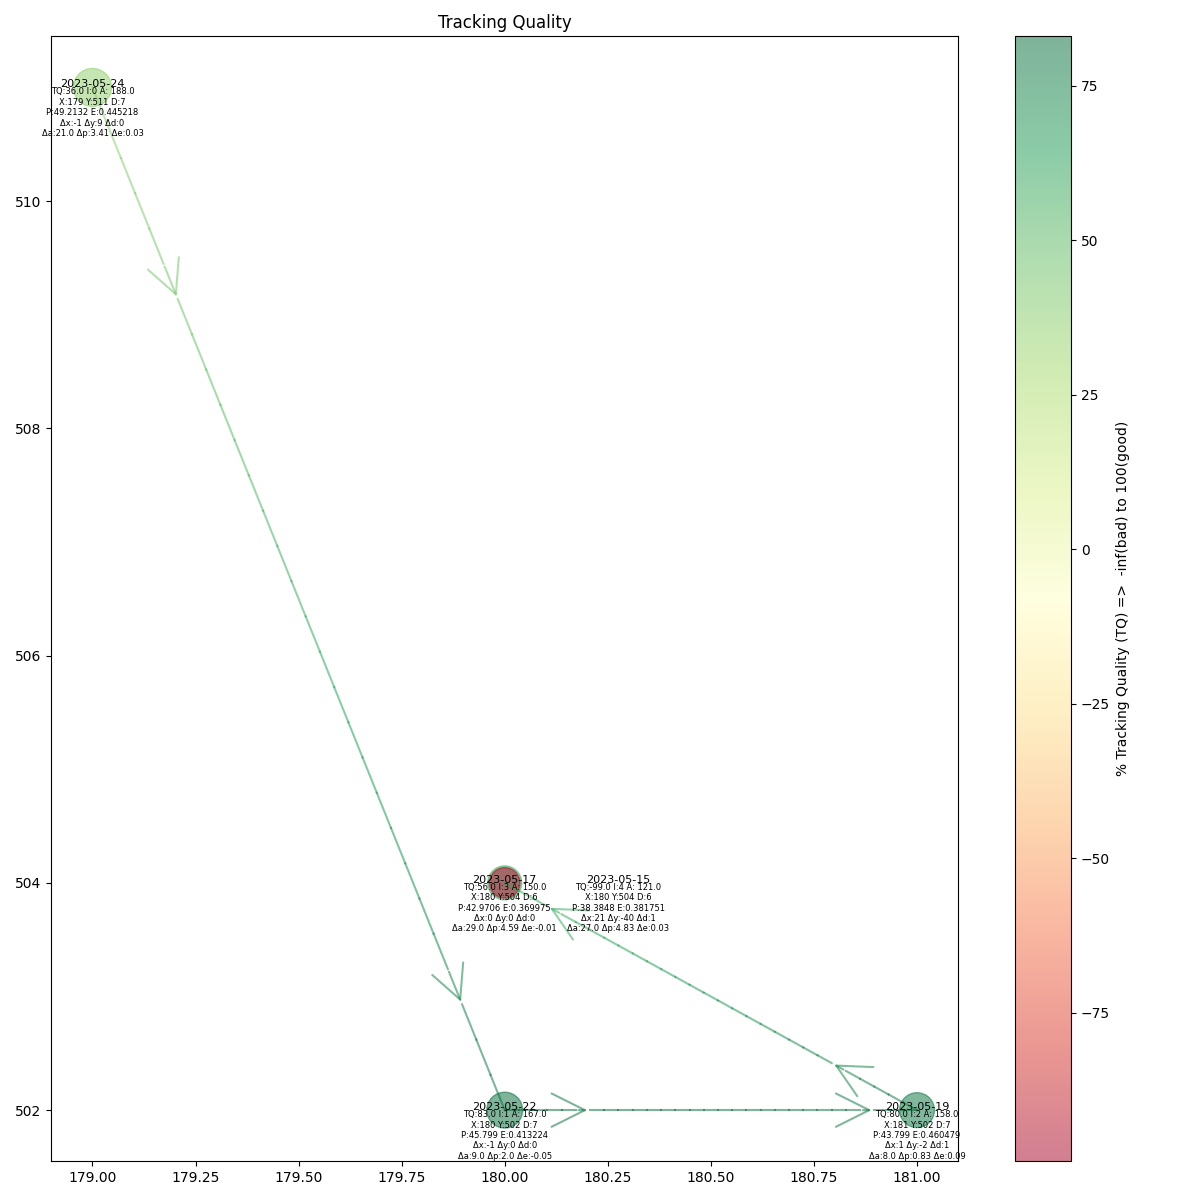 Tracking Quality
2023-05-24
TQ:36.0 I:0 A: 188.0
X:179 Y:511 D:7
P:49.2132 E:0.445218
Δx:-1 Δy:9 Δd:0
Δa:21.0 Δp:3.41 Δe:0.03
2023-05-17
TQ:56.0 I:3 A: 150.0
X:180 Y:504 D:6
P:42.9706 E:0.369975
Δx:0 Δy:0 Δd:0
Δa:29.0 Δp:4.59 Δe:-0.01
2023-05-15
TQ:-99.0 I:4 A: 121.0
X:180 Y:504 D:6
P:38.3848 E:0.381751
Δx:21 Δy:-40 Δd:1
Δa:27.0 Δp:4.83 Δe:0.03
2023-05-22
TQ:83.0 I:1 A: 167.0
X:180 Y:502 D:7
P:45.799 E:0.413224
Δx:-1 Δy:0 Δd:0
Δa:9.0 Δp:2.0 Δe:-0.05
2023-05-19
TQ:80.0 I:2 A: 158.0
X:181 Y:502 D:7
P:43.799 E:0.460479
Δx:1 Δy:-2 Δd:1
Δa:8.0 Δp:0.83 Δe:0.09
510
508
506
504
502
179.00
179.25
179.50
179.75
180.00
180.25
180.50
180.75
181.00
75
50
25
0
−25
−50
−75
% Tracking Quality (TQ) => -inf(bad) to 100(good)